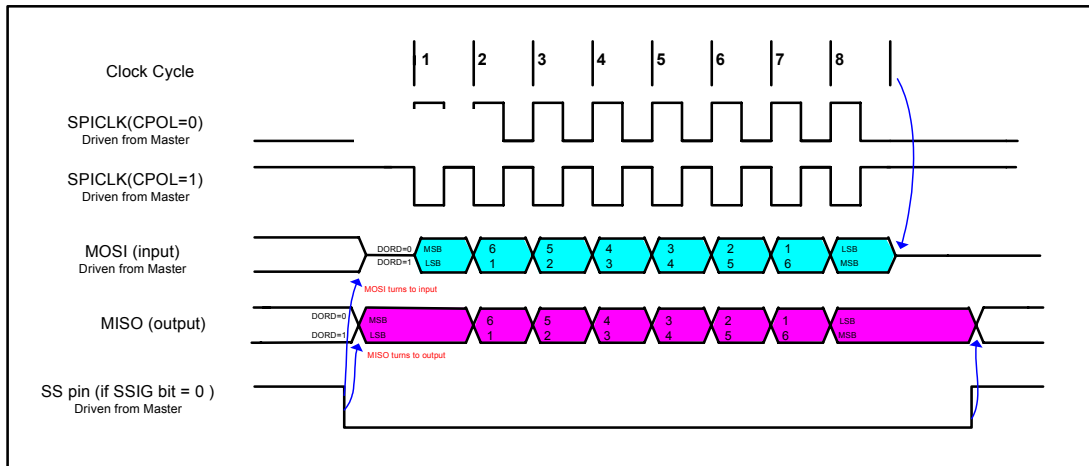 Clock Cycle 1 2 3 4 5 6 7 8
SPICLK(CPOL=0)
Driven from Master
SPICLK(CPOL=1)
Driven from Master
MOSI (input)
Driven from Master
DORD=0 MSB 6 5 4 3 2 1 LSB
DORD=1 LSB 1 2 3 4 5 6 MSB
MOSI turns to input
MISO (output)
DORD=0 MSB 6 5 4 3 2 1 LSB
DORD=1 LSB 1 2 3 4 5 6 MSB
MISO turns to output
SS pin (if SSIG bit = 0 )
Driven from Master